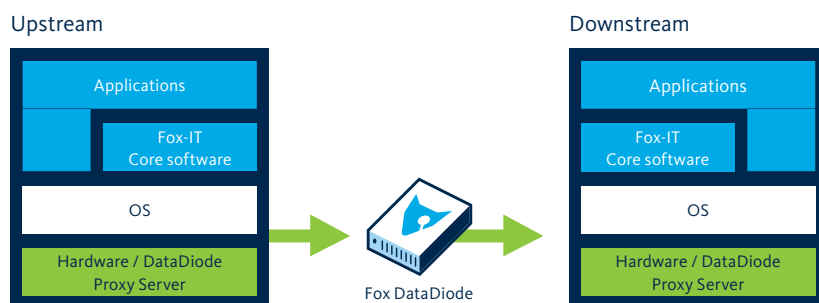 Upstream
Applications
Fox-IT
Core software
OS
Hardware / DataDiode
Proxy Server
Fox DataDiode
Downstream
Applications
Fox-IT
Core software
OS
Hardware / DataDiode
Proxy Server